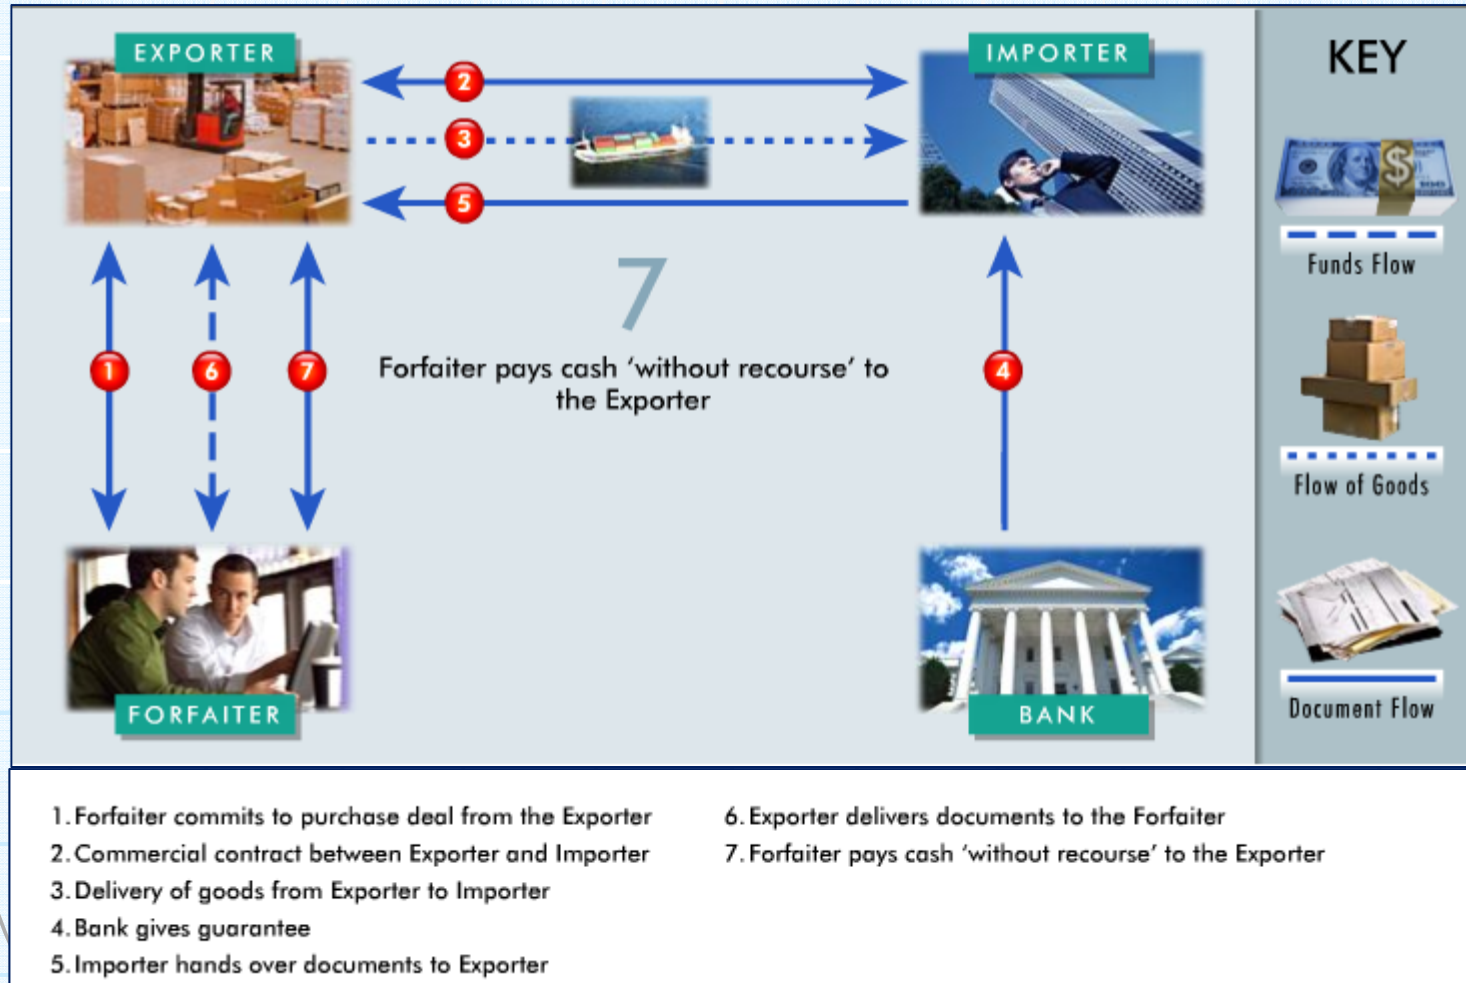 EXPORTER
IMPORTER
KEY
2
3
5
$
100
Funds Flow
7
1
6
7
4
Forfaiter pays cash ‘without recourse’ to
the Exporter
Flow of Goods
FORFAITER
BANK
Document Flow
1. Forfaiter commits to purchase deal from the Exporter
2. Commercial contract between Exporter and Importer
3. Delivery of goods from Exporter to Importer
4. Bank gives guarantee
5. Importer hands over documents to Exporter
6. Exporter delivers documents to the Forfaiter
7. Forfaiter pays cash ‘without recourse’ to the Exporter